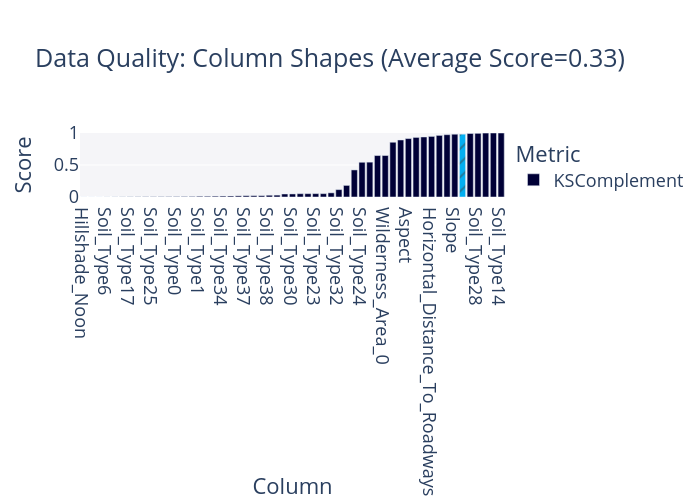 Data Quality: Column Shapes (Average Score=0.33)
Score
1
0.5
0
Metric
KSComplement
Hillshade_Noon
Soil_Type6
Soil_Type17
Soil_Type25
Soil_Type0
Soil_Type1
Soil_Type34
Soil_Type37
Soil_Type38
Soil_Type30
Soil_Type23
Soil_Type32
Soil_Type24
Wilderness_Area_0
Aspect
Horizontal_Distance_To_Roadways
Slope
Soil_Type28
Soil_Type14
Column